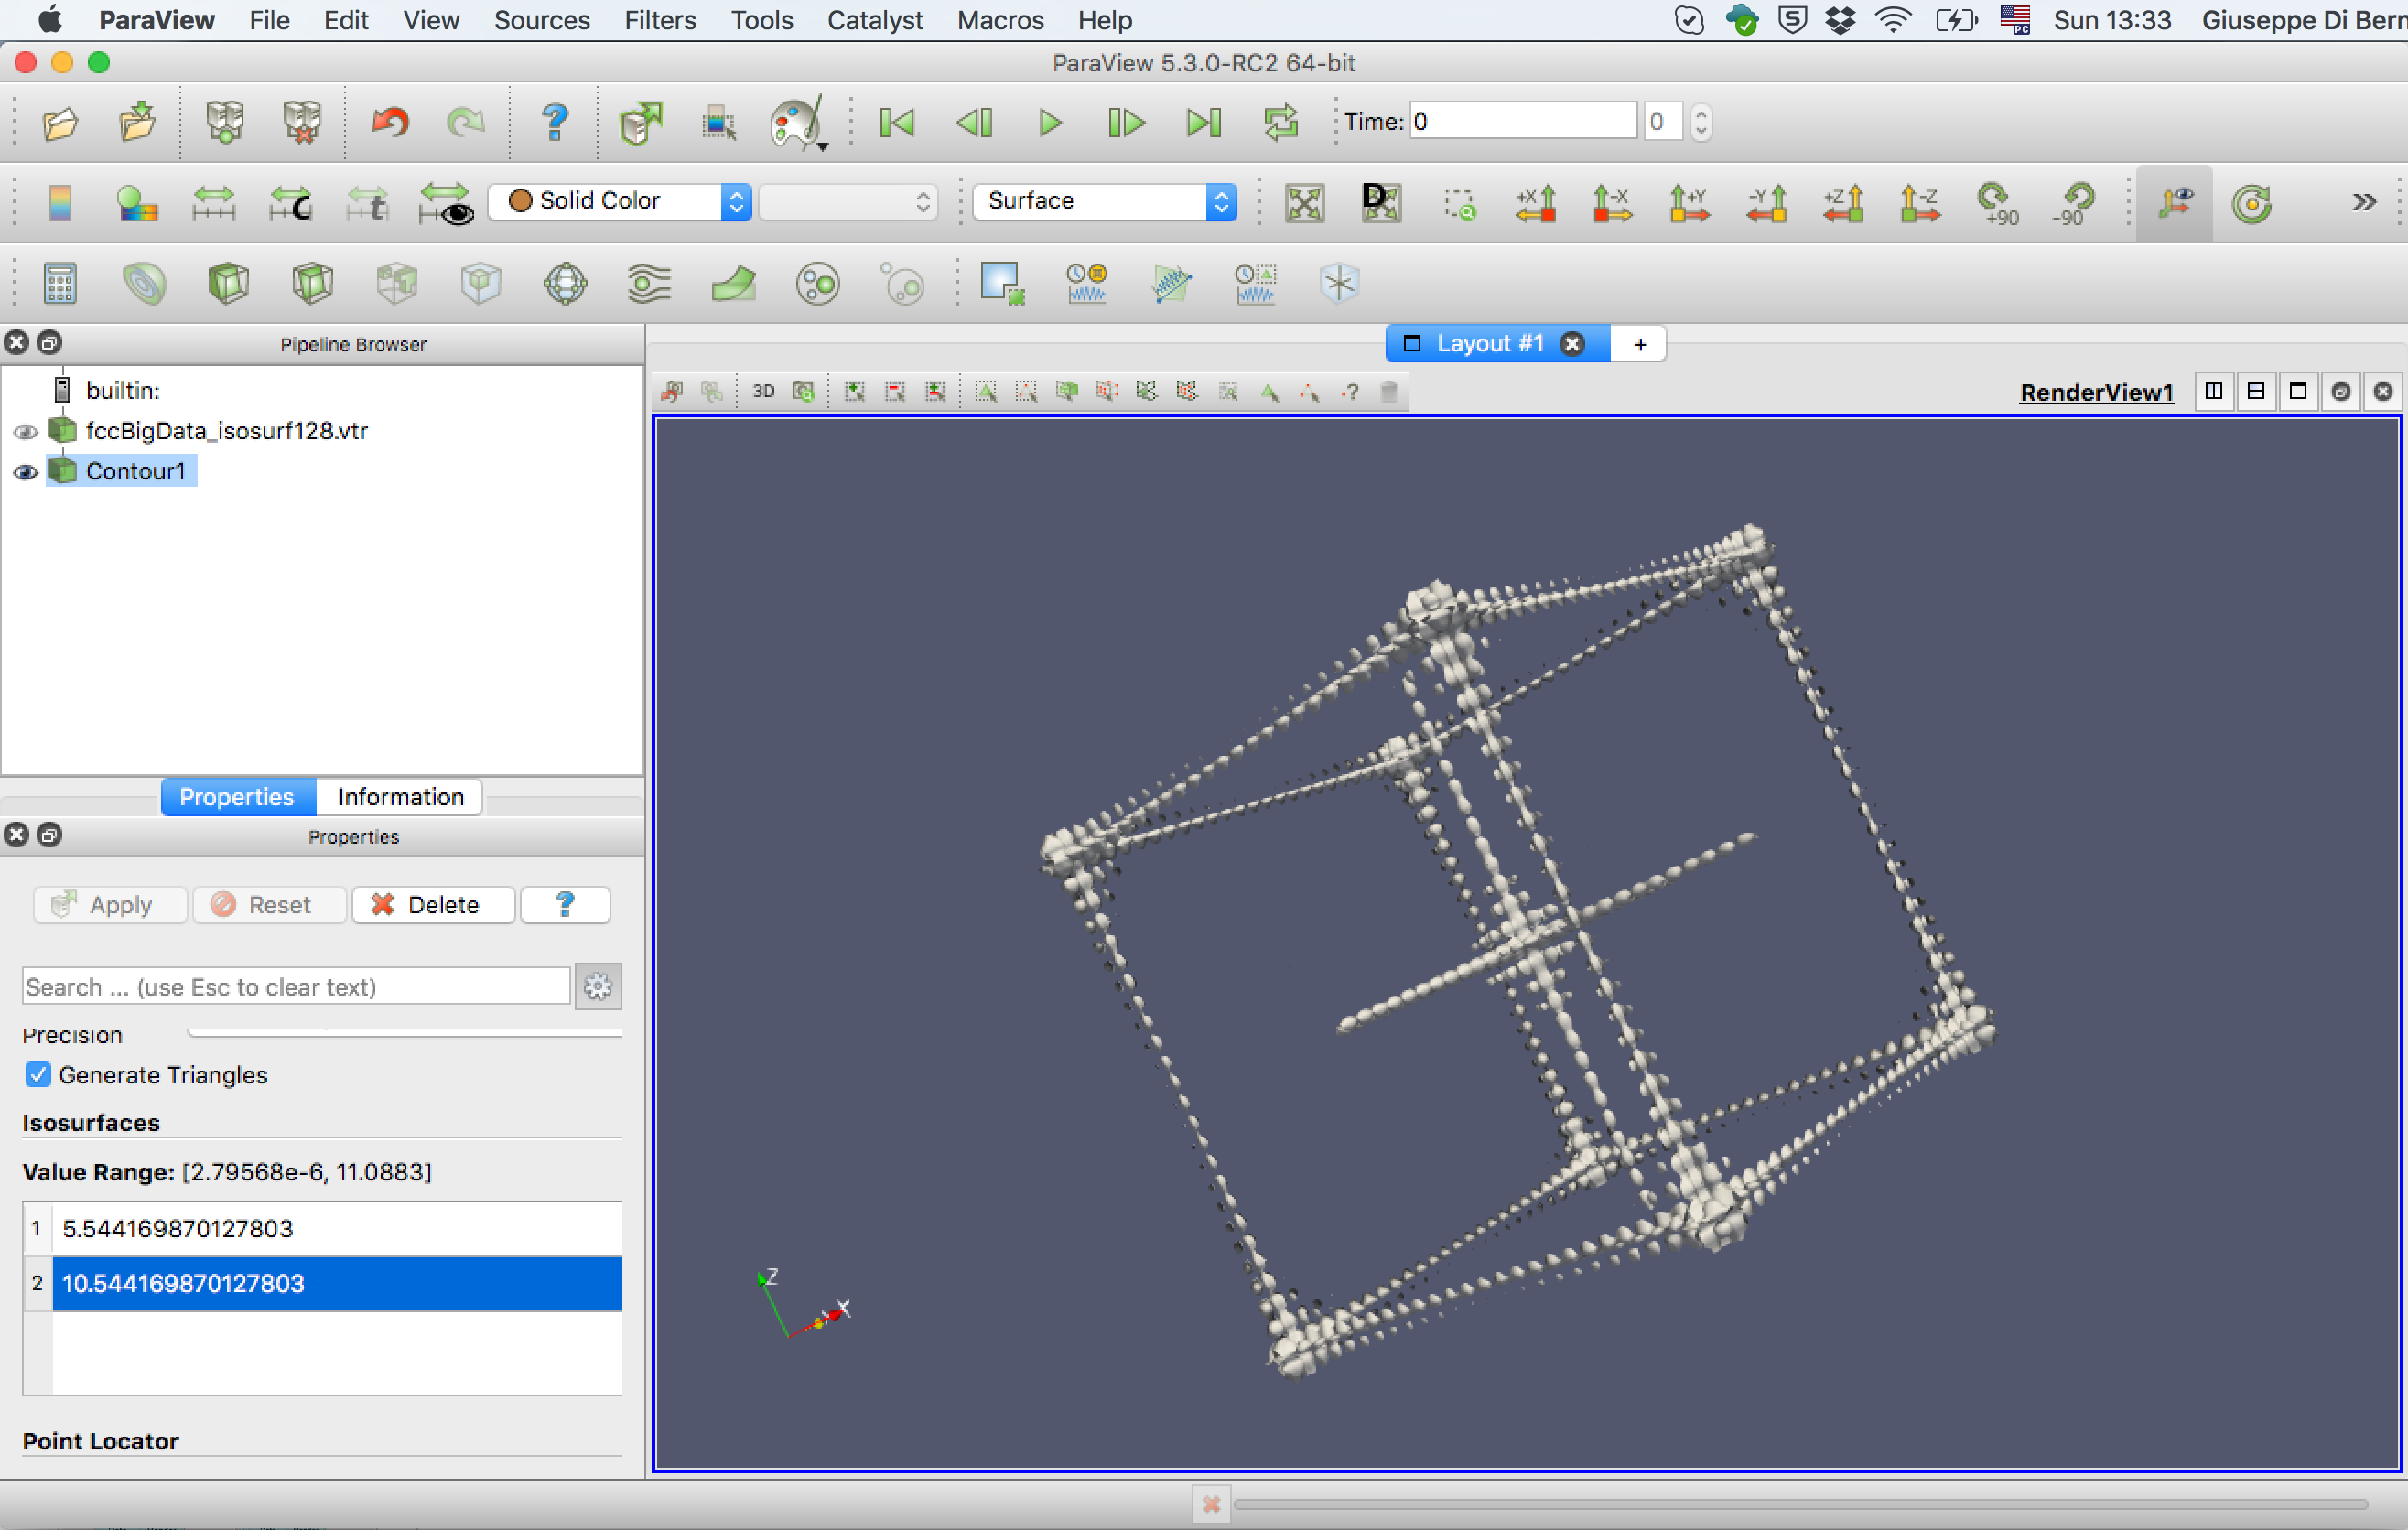 ParaView File Edit View Sources Filters Tools Catalyst Macros Help Sun 13:33 Giuseppe Di Bern
ParaView 5.3.0-RC2 64-bit
Time: 0 0
C t Solid Color Surface D +X -X +Y -Y +Z -Z +90 -90 »
Pipeline Browser
Layout #1 +
builtin:
3D ? RenderView1
fccBigData_isosurf128.vtr
Contour1
Properties Information
Properties
Apply Reset Delete ?
Search ... (use Esc to clear text)
Precision
Generate Triangles
Isosurfaces
Value Range: [2.79568e-6, 11.0883]
1 5.544169870127803
2 10.544169870127803
Point Locator
Z
X